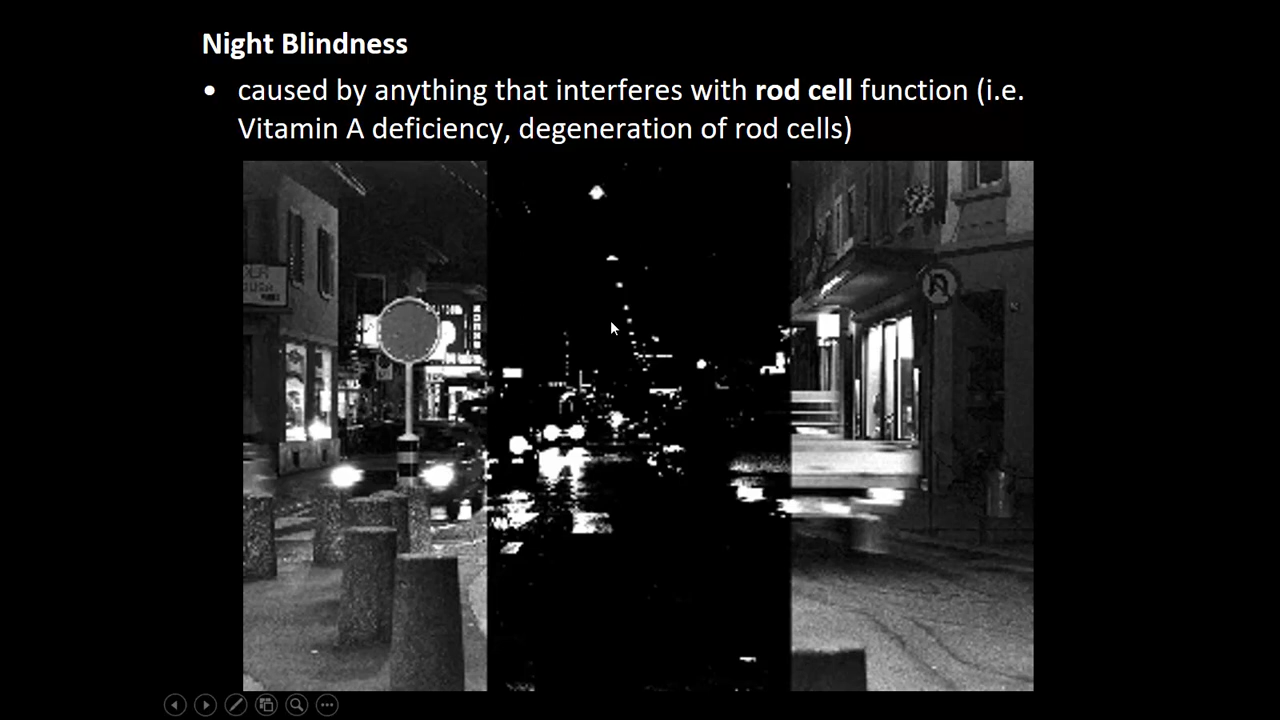 Night Blindness
• caused by anything that interferes with rod cell function (i.e.
Vitamin A deficiency, degeneration of rod cells)